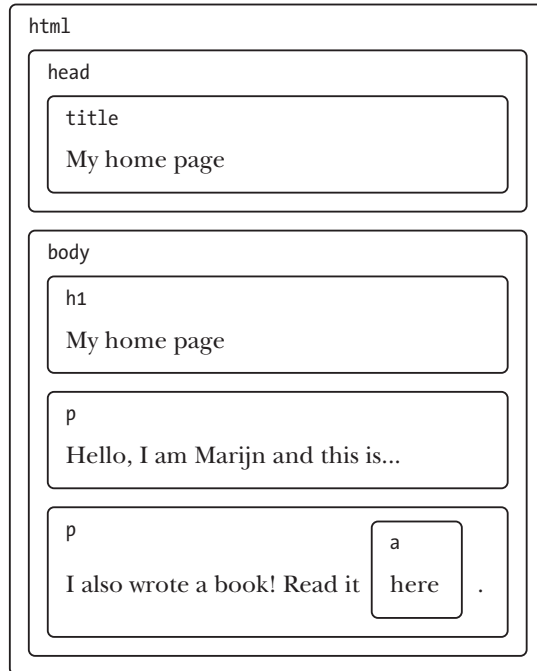 html
head
title
My home page
body
h1
My home page
p
Hello, I am Marijn and this is...
p
a
I also wrote a book! Read it here .